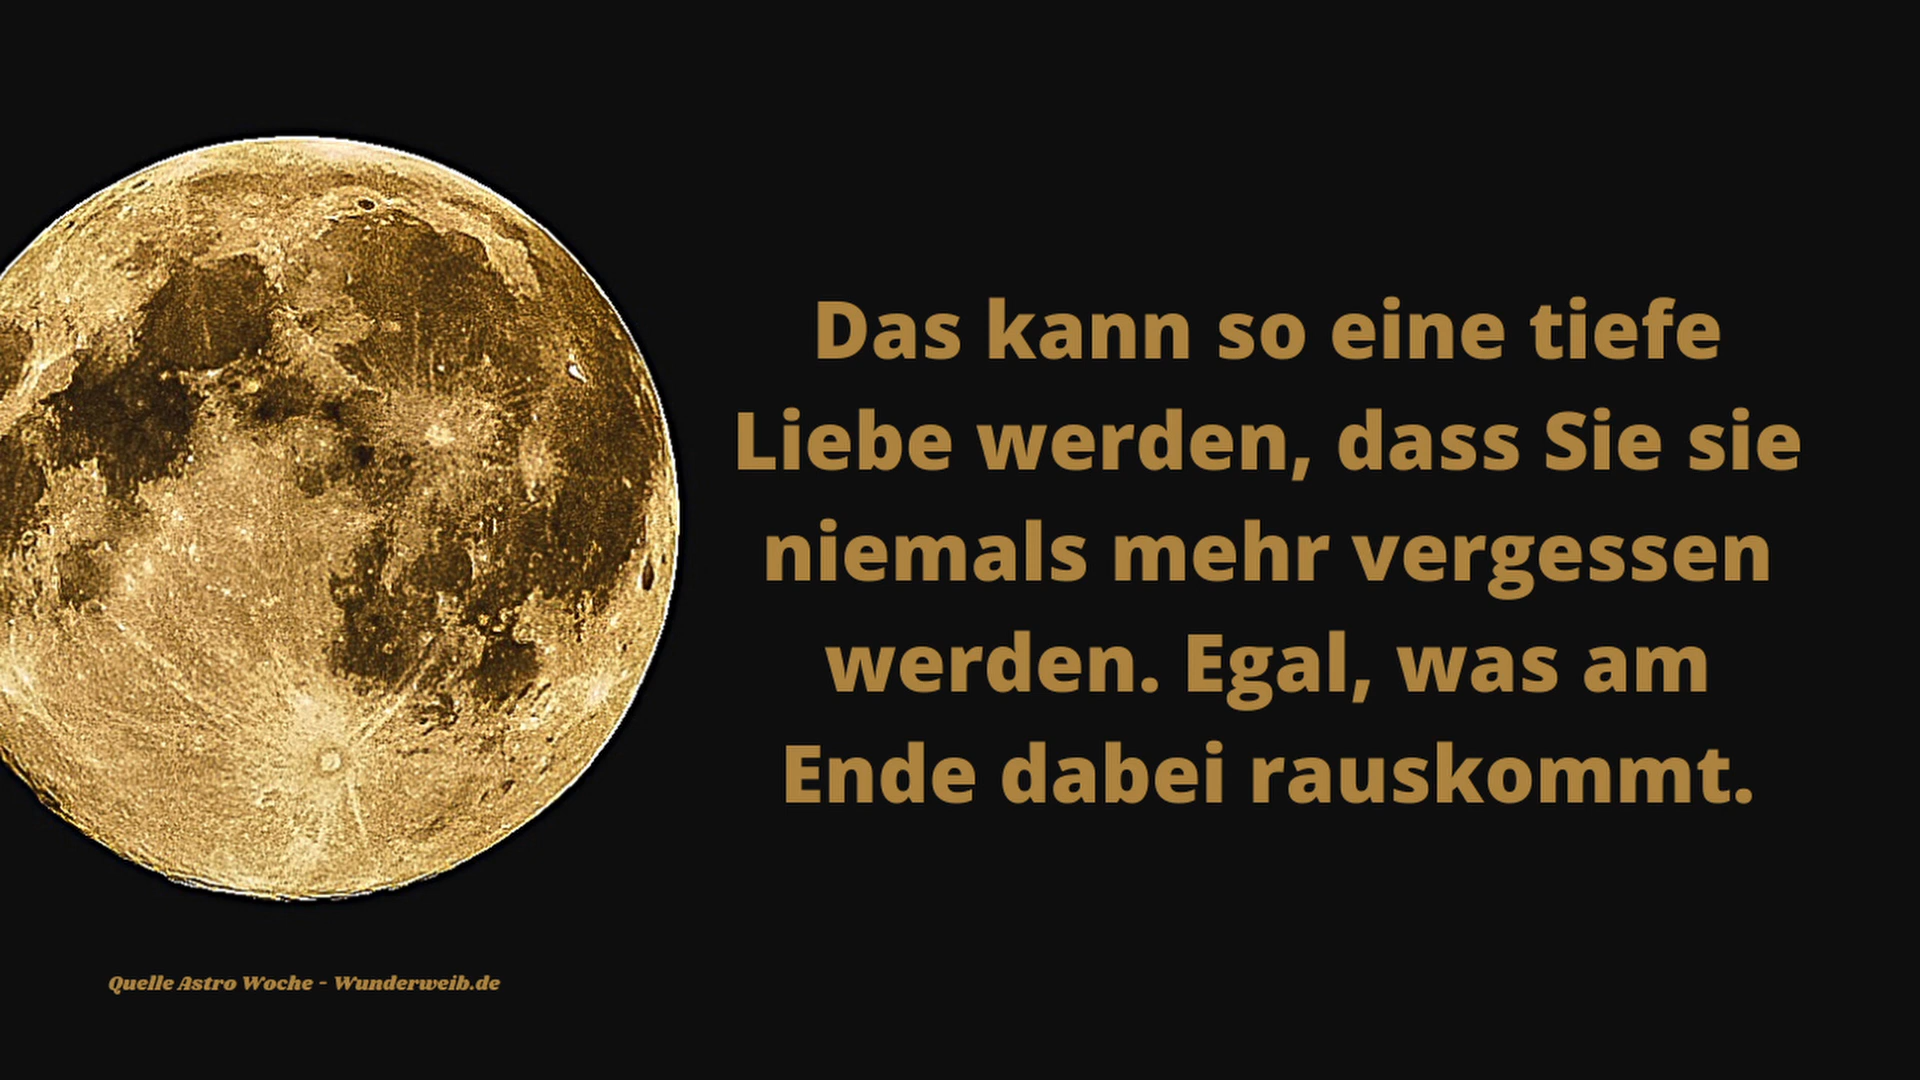 Das kann so eine tiefe
Liebe werden, dass Sie sie
niemals mehr vergessen
werden. Egal, was am
Ende dabei rauskommt.
Quelle Astro Woche - Wunderweib.de